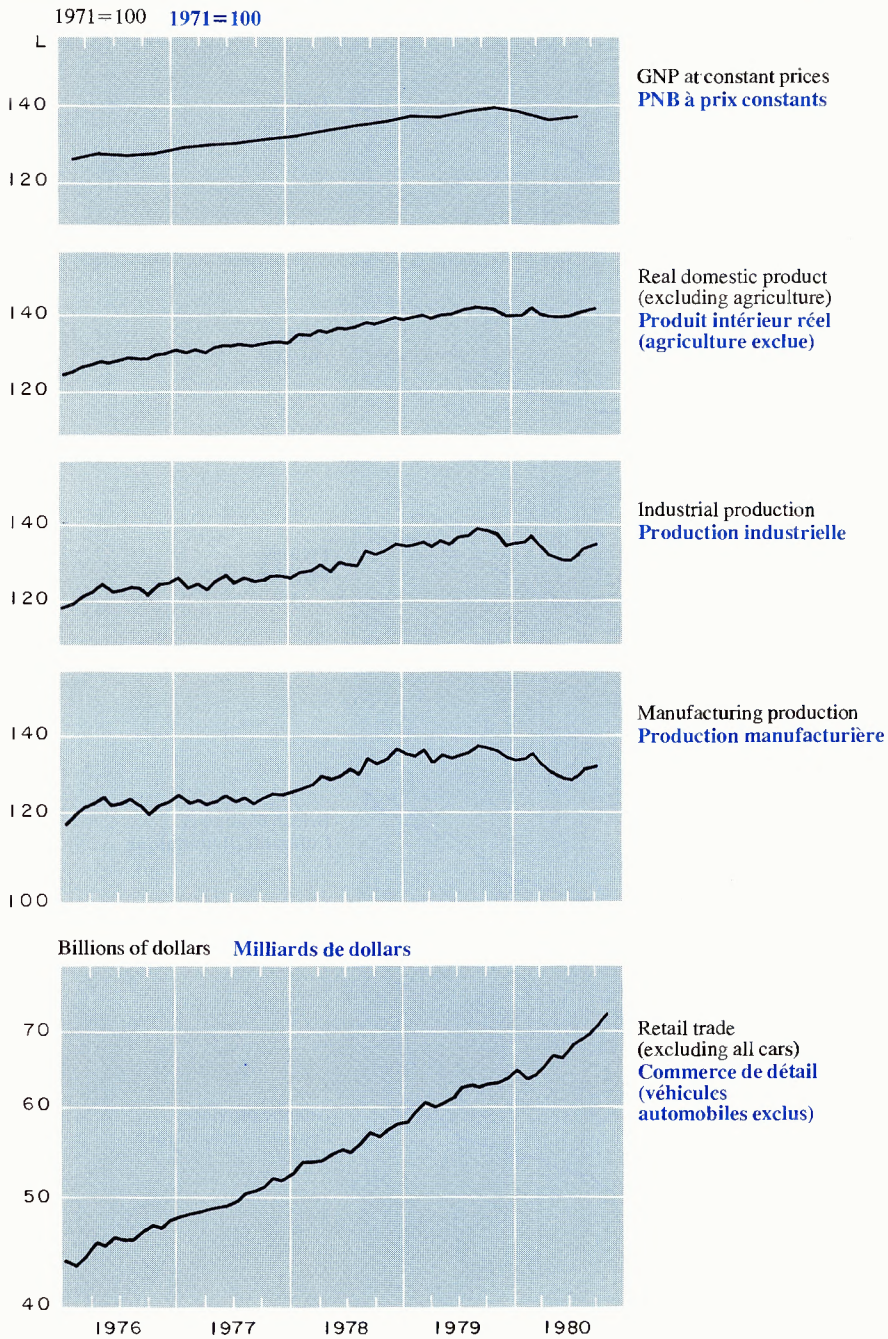 1971=100 1971=100
L
140
120
GNP at constant prices
PNB à prix constants
140
120
Real domestic product
(excluding agriculture)
Produit intérieur réel
(agriculture exclue)
140
120
Industrial production
Production industrielle
140
120
100
Manufacturing production
Production manufacturière
Billions of dollars Milliards de dollars
70
60
50
40
Retail trade
(excluding all cars)
Commerce de détail
(véhicules
automobiles exclus)
1976 1977 1978 1979 1980